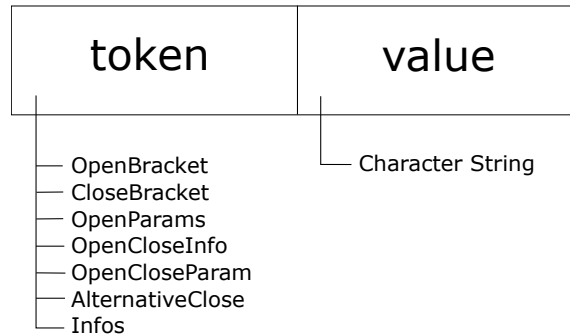 token value
OpenBracket
CloseBracket
OpenParams
OpenCloseInfo
OpenCloseParam
AlternativeClose
Infos
Character String